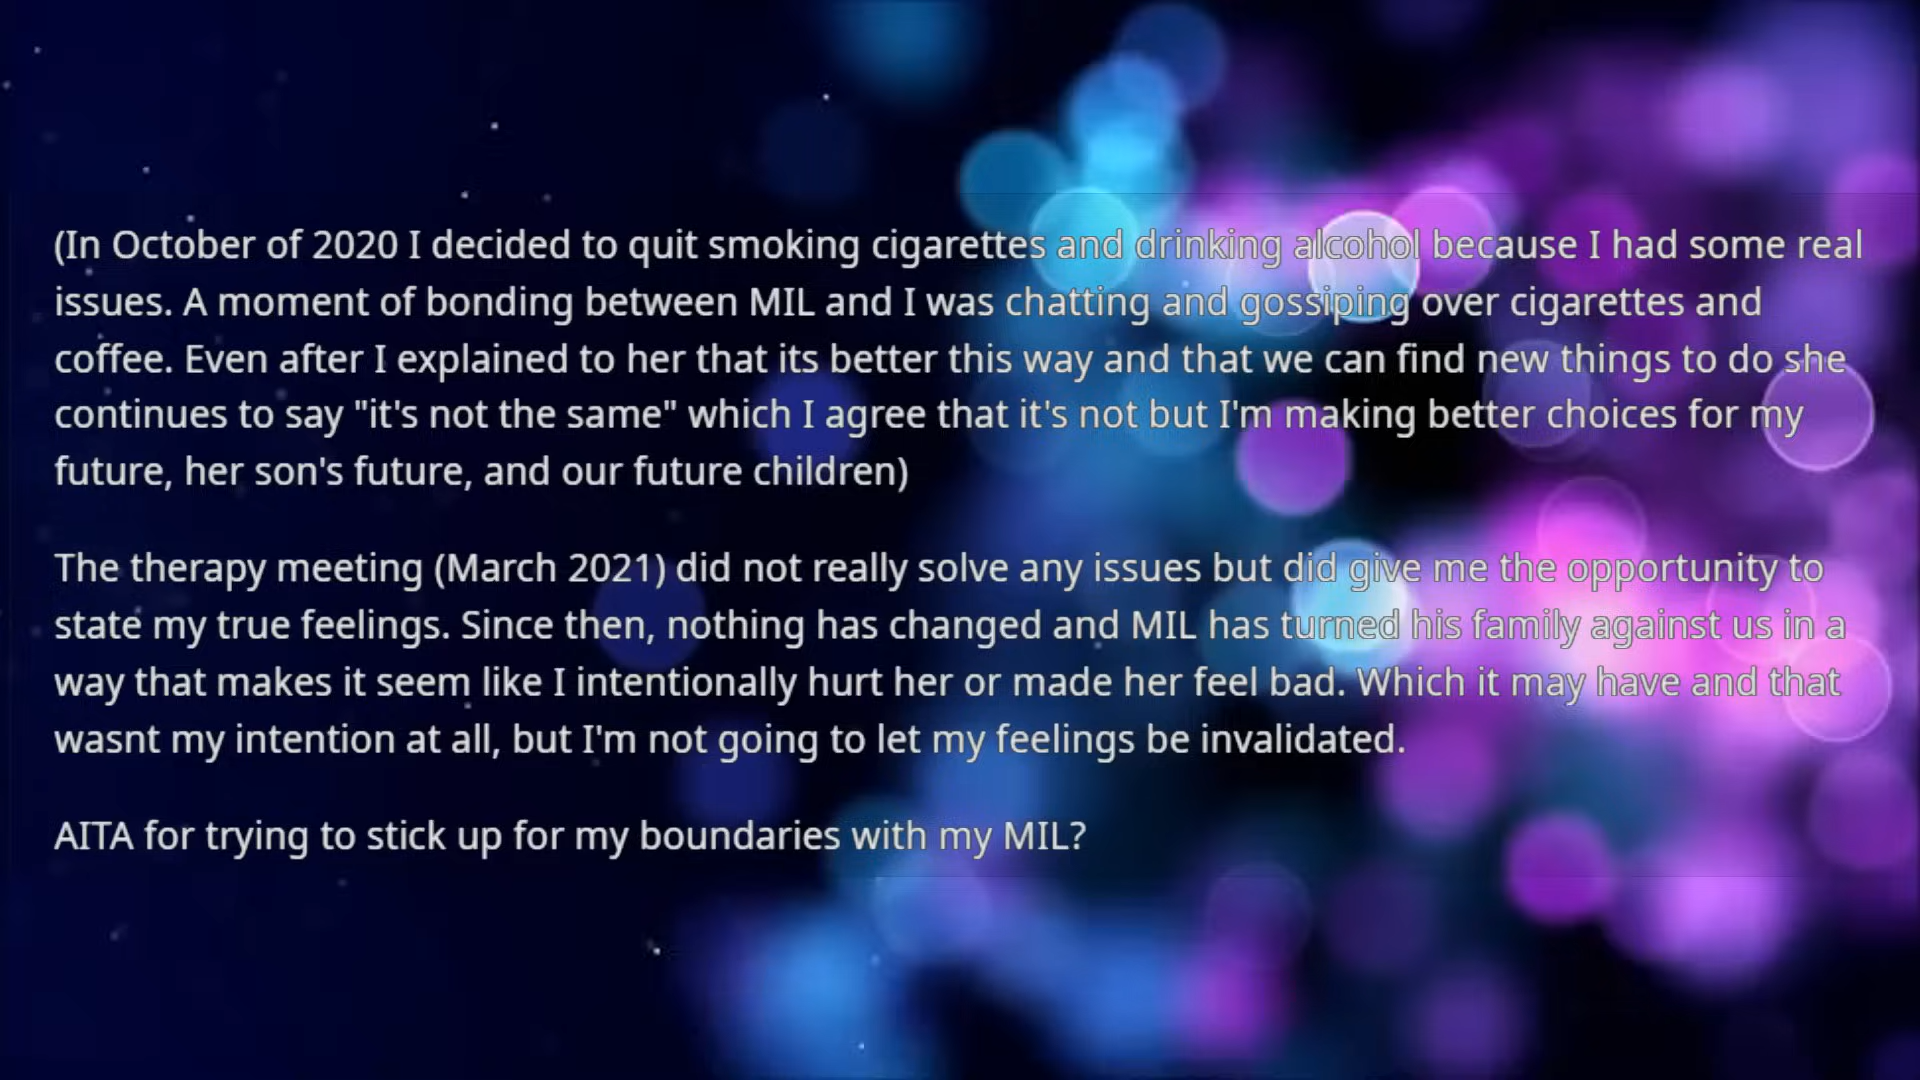 (In October of 2020 I decided to quit smoking cigarettes and drinking alcohol because I had some real
issues. A moment of bonding between MIL and I was chatting and gossiping over cigarettes and
coffee. Even after I explained to her that its better this way and that we can find new things to do she
continues to say "it's not the same" which I agree that it's not but I'm making better choices for my
future, her son's future, and our future children)
The therapy meeting (March 2021) did not really solve any issues but did give me the opportunity to
state my true feelings. Since then, nothing has changed and MIL has turned his family against us in a
way that makes it seem like I intentionally hurt her or made her feel bad. Which it may have and that
wasnt my intention at all, but I'm not going to let my feelings be invalidated.
AITA for trying to stick up for my boundaries with my MIL?